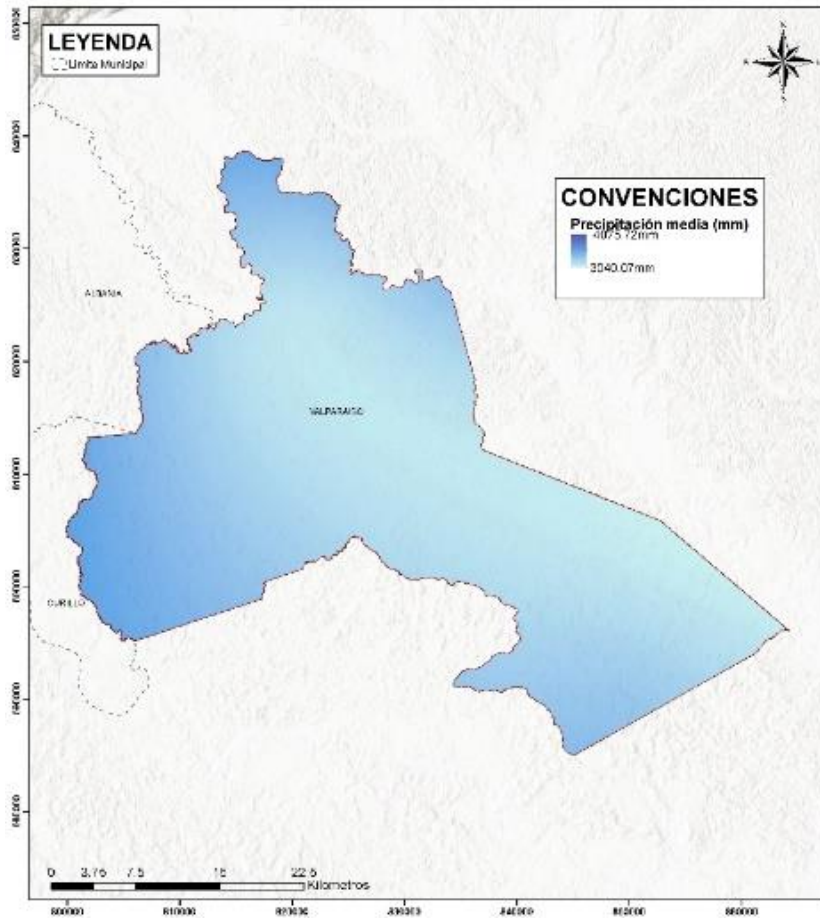 LEYENDA
Limite Municipal
N
CONVENCIONES
Precipitación media (mm)
4075.72mm
3040.07mm
ALBANIA
VALPARAISO
CURILLO
0 3.75 7.5 15 22.5
Kilometros
800000 810000 820000 830000 840000 850000 860000